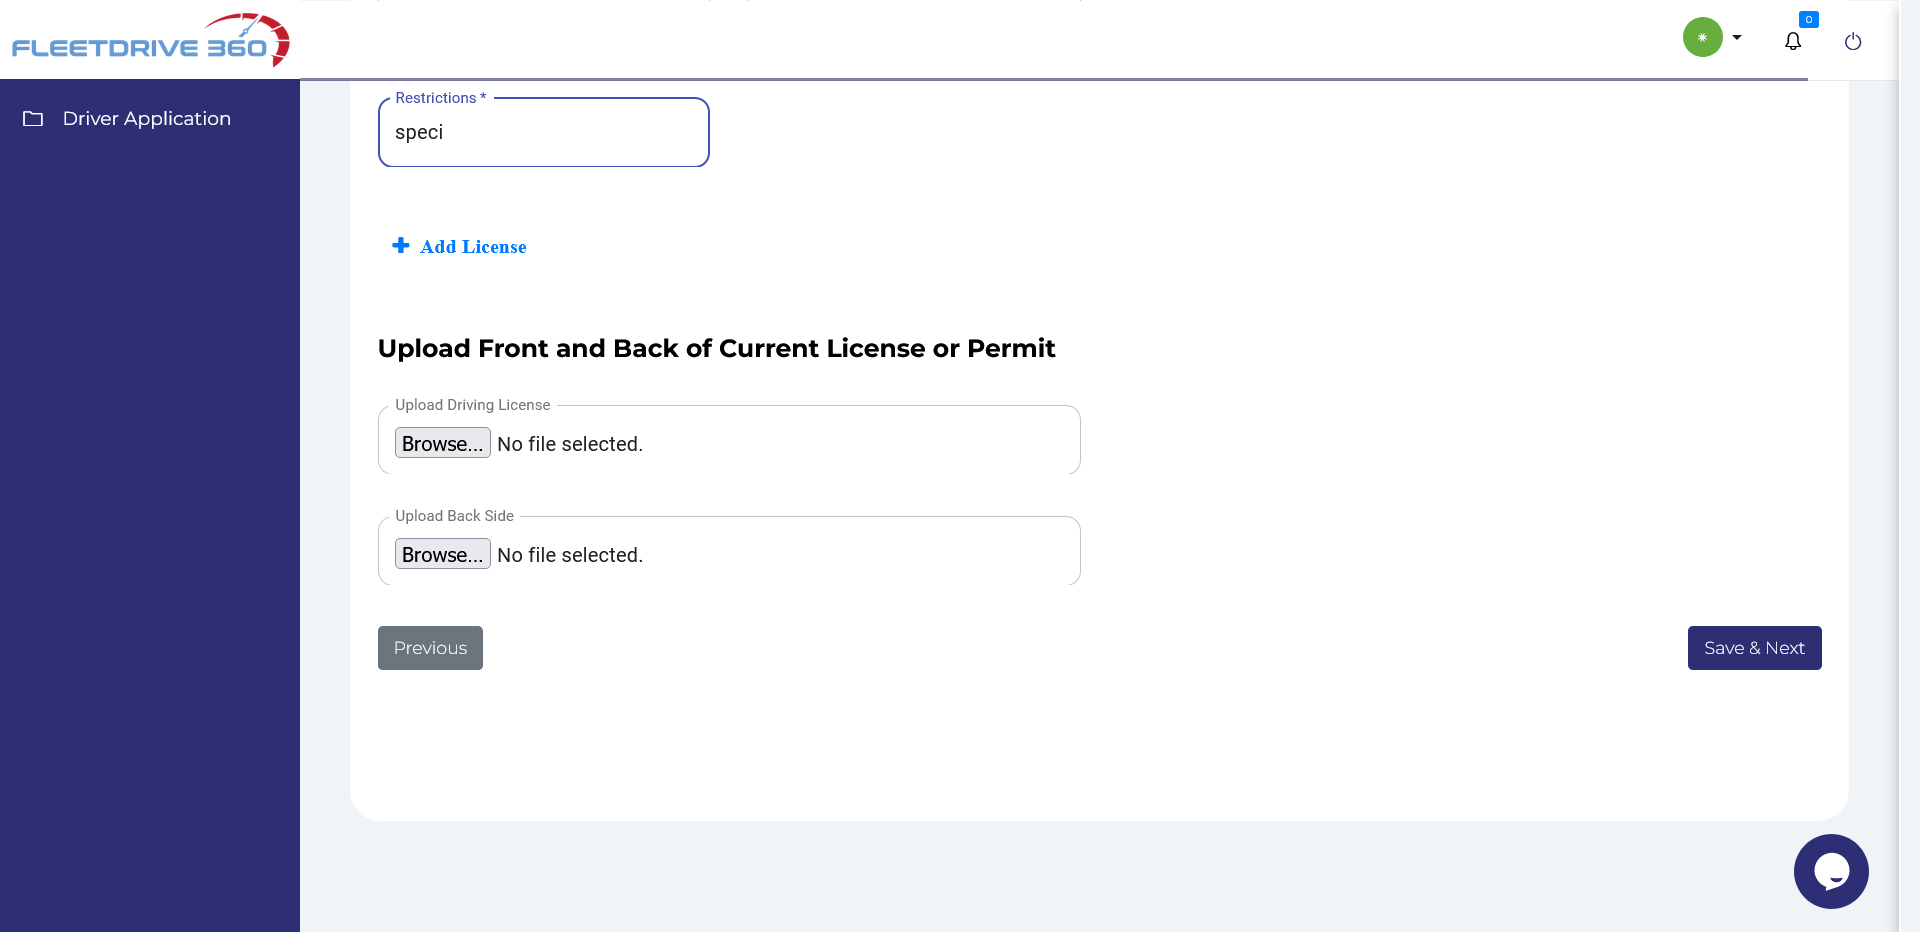 FLEETDRIVE 360
0
Driver Application
Restrictions *
speci
Add License
Upload Front and Back of Current License or Permit
Upload Driving License
Browse... No file selected.
Upload Back Side
Browse... No file selected.
Previous
Save & Next